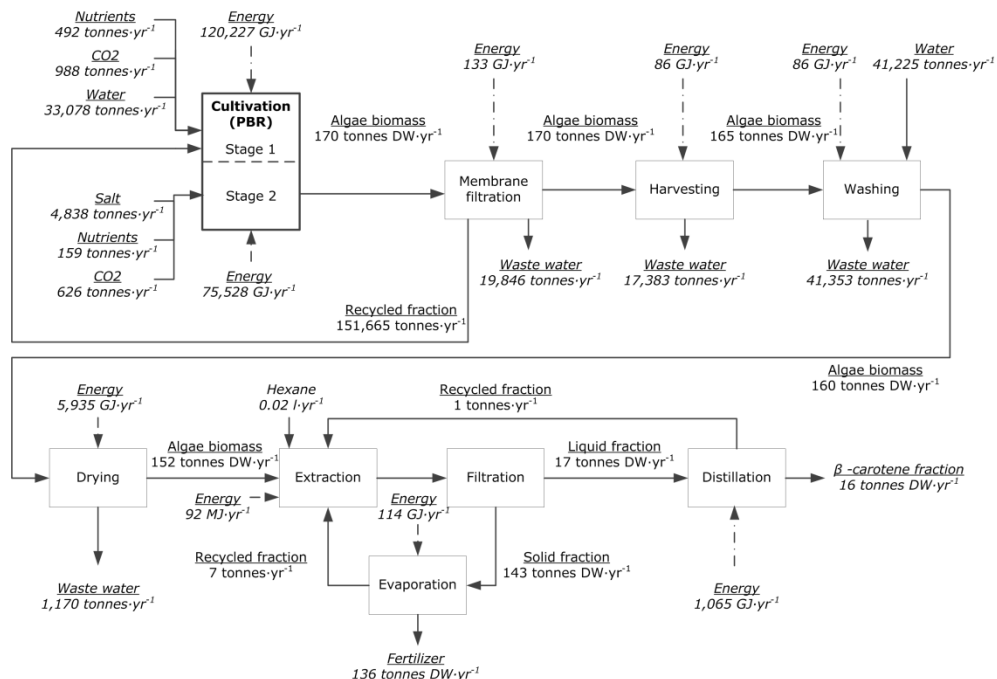 Nutrients
492 tonnes·yr⁻¹
CO2
988 tonnes·yr⁻¹
Water
33,078 tonnes·yr⁻¹
Energy
120,227 GJ·yr⁻¹
Cultivation
(PBR)
Stage 1
Stage 2
Salt
4,838 tonnes·yr⁻¹
Nutrients
159 tonnes·yr⁻¹
CO2
626 tonnes·yr⁻¹
Energy
75,528 GJ·yr⁻¹
Algae biomass
170 tonnes DW·yr⁻¹
Energy
133 GJ·yr⁻¹
Membrane
filtration
Waste water
19,846 tonnes·yr⁻¹
Recycled fraction
151,665 tonnes·yr⁻¹
Algae biomass
170 tonnes DW·yr⁻¹
Energy
86 GJ·yr⁻¹
Harvesting
Waste water
17,383 tonnes·yr⁻¹
Algae biomass
165 tonnes DW·yr⁻¹
Energy
86 GJ·yr⁻¹
Water
41,225 tonnes·yr⁻¹
Washing
Waste water
41,353 tonnes·yr⁻¹
Algae biomass
160 tonnes DW·yr⁻¹
Energy
5,935 GJ·yr⁻¹
Drying
Waste water
1,170 tonnes·yr⁻¹
Algae biomass
152 tonnes DW·yr⁻¹
Hexane
0.02 l·yr⁻¹
Energy
92 MJ·yr⁻¹
Extraction
Recycled fraction
1 tonnes·yr⁻¹
Filtration
Liquid fraction
17 tonnes DW·yr⁻¹
Distillation
β -carotene fraction
16 tonnes DW·yr⁻¹
Energy
114 GJ·yr⁻¹
Recycled fraction
7 tonnes·yr⁻¹
Evaporation
Solid fraction
143 tonnes DW·yr⁻¹
Energy
1,065 GJ·yr⁻¹
Fertilizer
136 tonnes DW·yr⁻¹